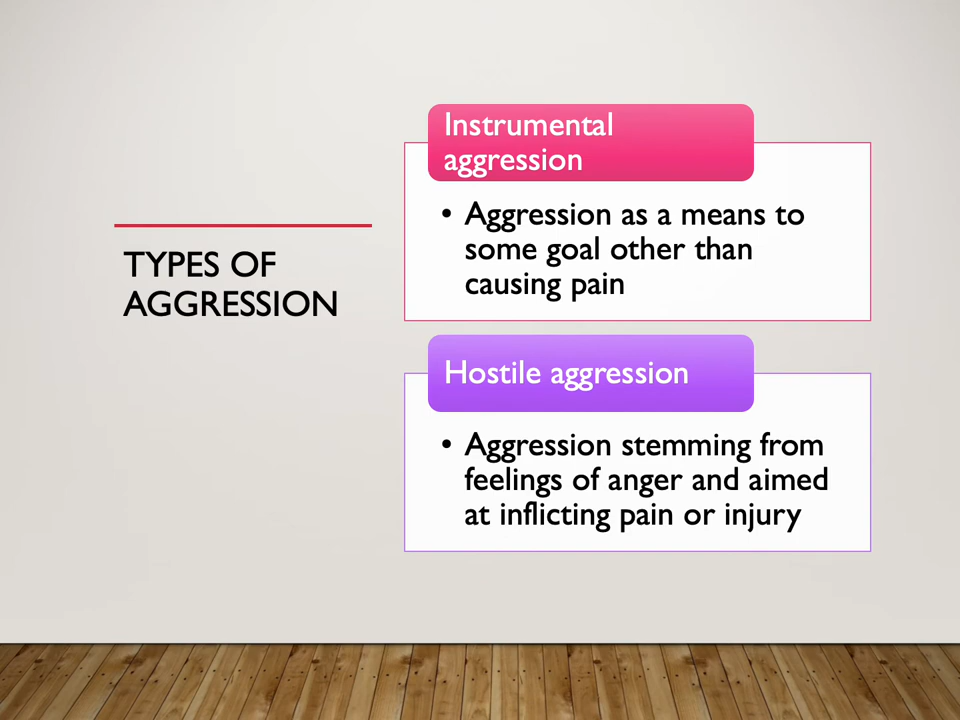 TYPES OF
AGGRESSION
Instrumental
aggression
• Aggression as a means to
some goal other than
causing pain
Hostile aggression
• Aggression stemming from
feelings of anger and aimed
at inflicting pain or injury